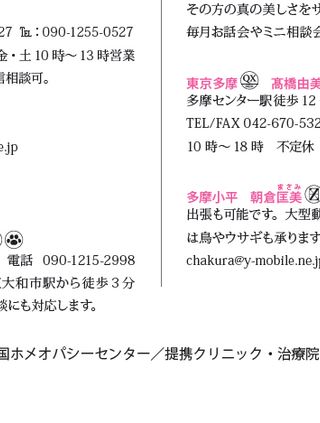 27 ℡：090-1255-0527
金・土 10 時～ 13 時営業
信相談可。
e.jp
電話 090-1215-2998
大和市駅から徒歩 3 分
談にも対応します。
その方の真の美しさをサ
毎月お話会やミニ相談会
東京多摩 QX 髙橋由美
多摩センター駅徒歩 12
TEL/FAX 042-670-532
10 時～ 18 時　不定休
まさみ
多摩小平　朝倉匡美
出張も可能です。大型動
は鳥やウサギも承ります
chakura@y-mobile.ne.j
国ホメオパシーセンター／提携クリニック・治療院